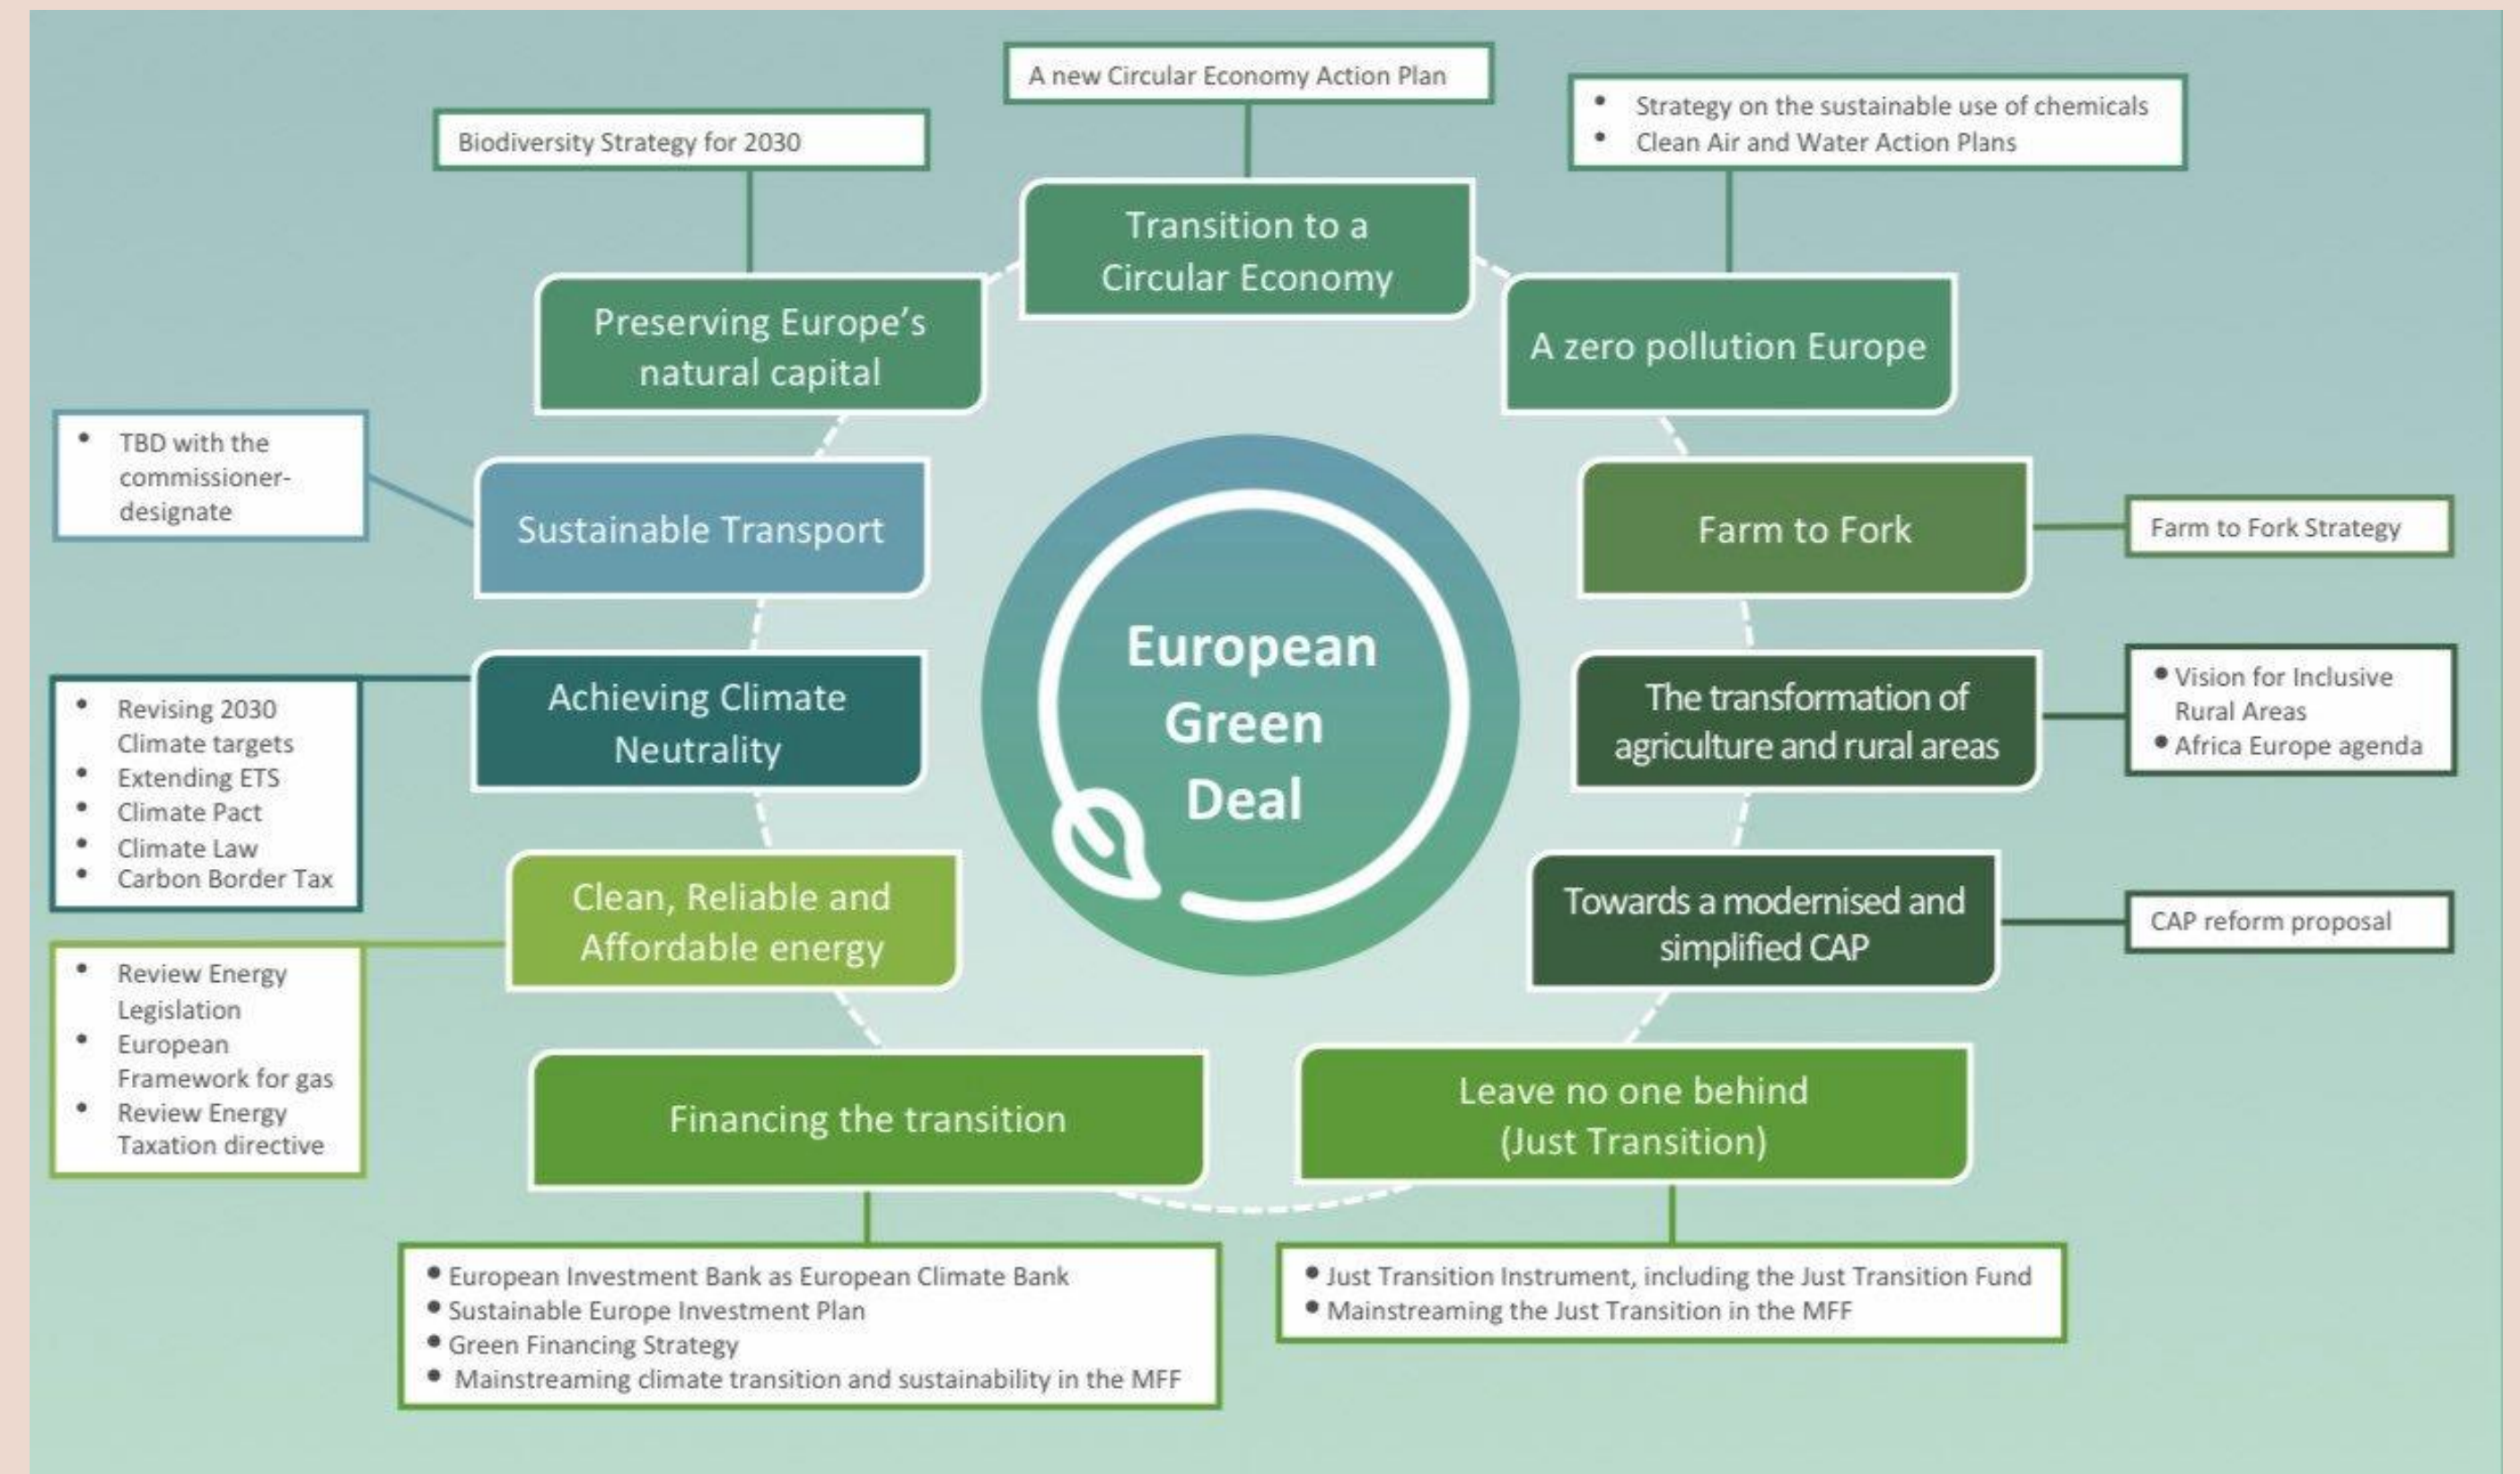 A new Circular Economy Action Plan
Biodiversity Strategy for 2030
• Strategy on the sustainable use of chemicals
• Clean Air and Water Action Plans
Transition to a
Circular Economy
Preserving Europe's
natural capital
A zero pollution Europe
• TBD with the
commissioner-
designate
Sustainable Transport
Farm to Fork
Farm to Fork Strategy
European
Green
Deal
Achieving Climate
Neutrality
• Revising 2030
Climate targets
• Extending ETS
• Climate Pact
• Climate Law
• Carbon Border Tax
The transformation of
agriculture and rural areas
• Vision for Inclusive
Rural Areas
• Africa Europe agenda
Clean, Reliable and
Affordable energy
• Review Energy
Legislation
• European
Framework for gas
• Review Energy
Taxation directive
Towards a modernised and
simplified CAP
CAP reform proposal
Financing the transition
• European Investment Bank as European Climate Bank
• Sustainable Europe Investment Plan
• Green Financing Strategy
• Mainstreaming climate transition and sustainability in the MFF
Leave no one behind
(Just Transition)
• Just Transition Instrument, including the Just Transition Fund
• Mainstreaming the Just Transition in the MFF